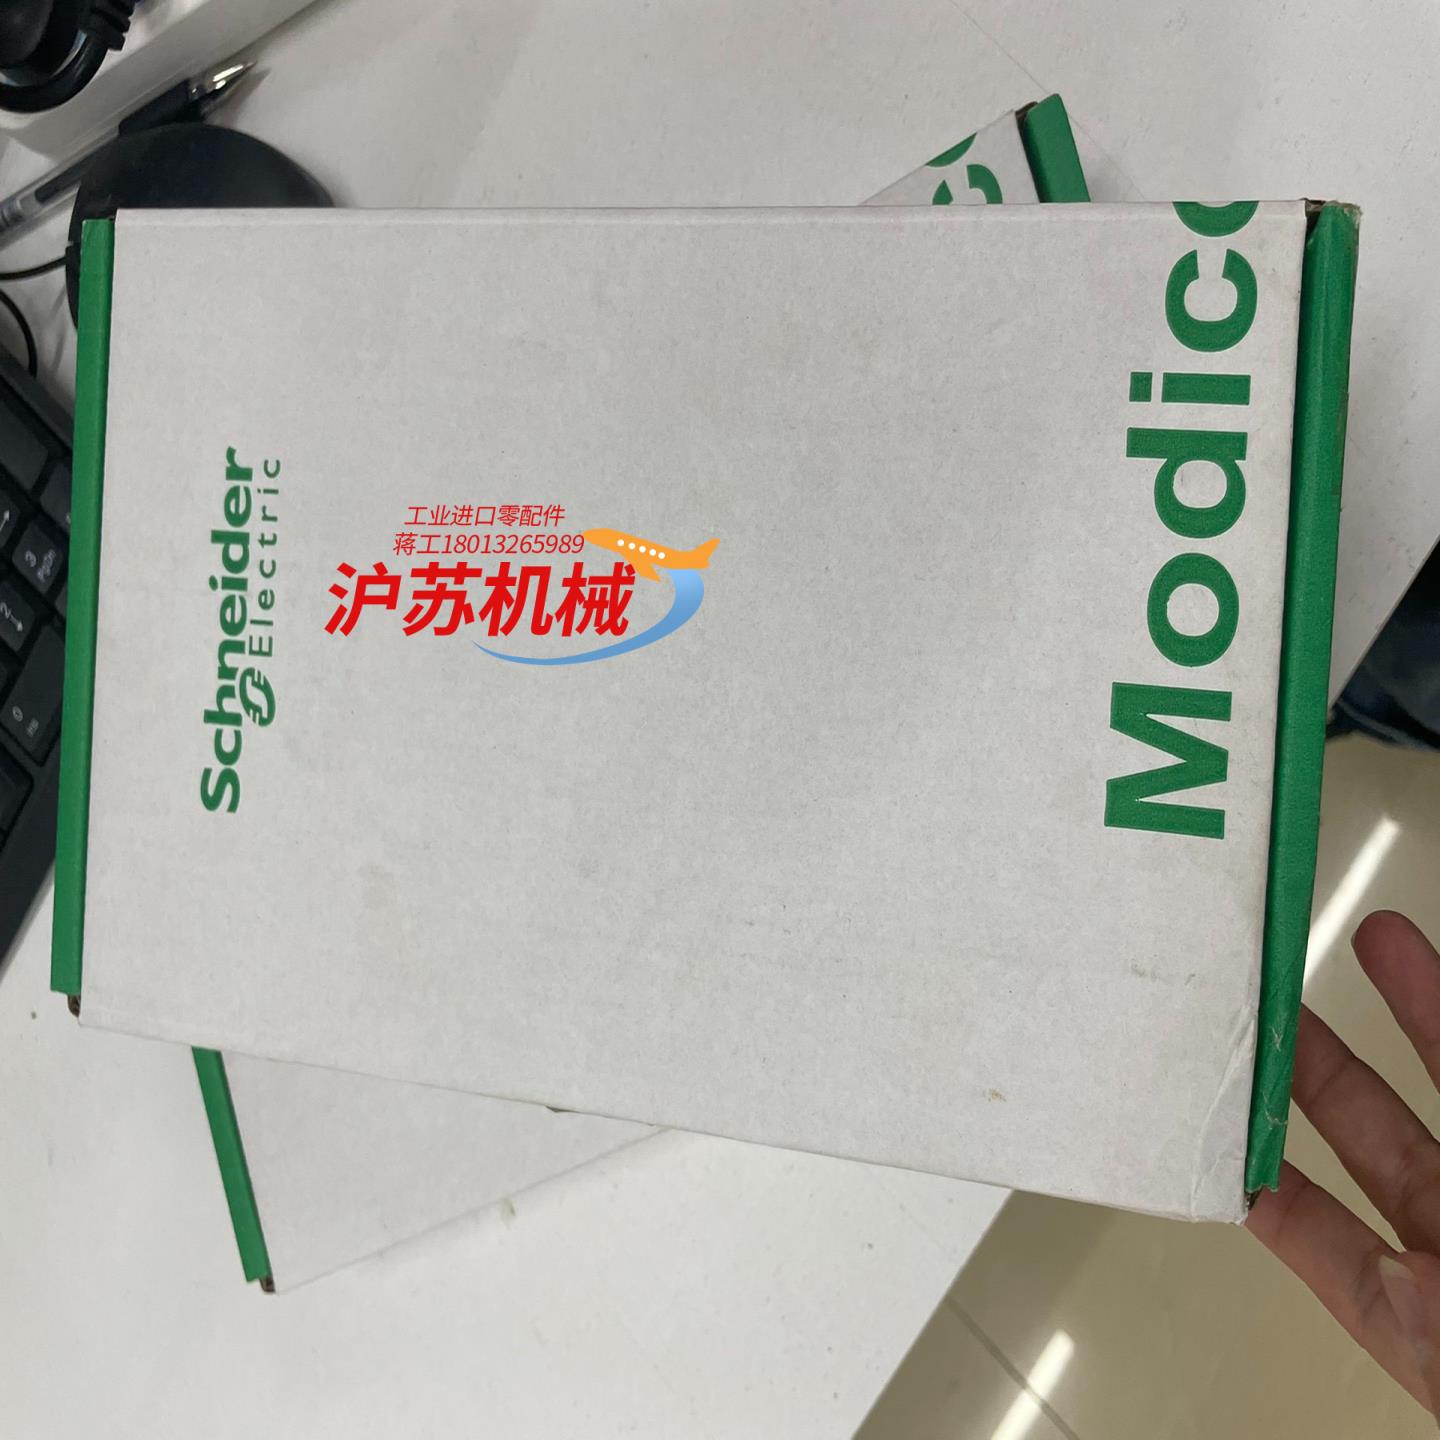 Schneider
Electric
工业进口零配件
蒋工18013265989
沪苏机械
Modico